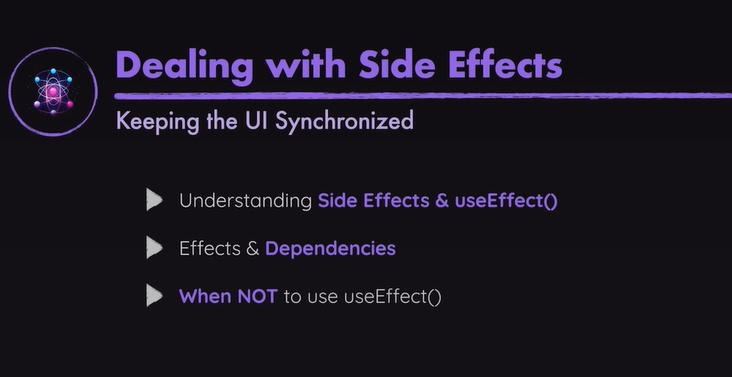 Dealing with Side Effects
Keeping the UI Synchronized
Understanding Side Effects & useEffect()
Effects & Dependencies
When NOT to use useEffect()